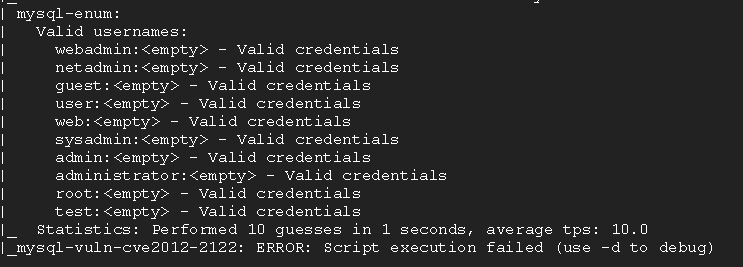 | mysql-enum:
|   Valid usernames:
|     webadmin:<empty> - Valid credentials
|     netadmin:<empty> - Valid credentials
|     guest:<empty> - Valid credentials
|     user:<empty> - Valid credentials
|     web:<empty> - Valid credentials
|     sysadmin:<empty> - Valid credentials
|     admin:<empty> - Valid credentials
|     administrator:<empty> - Valid credentials
|     root:<empty> - Valid credentials
|     test:<empty> - Valid credentials
|_  Statistics: Performed 10 guesses in 1 seconds, average tps: 10.0
|_mysql-vuln-cve2012-2122: ERROR: Script execution failed (use -d to debug)